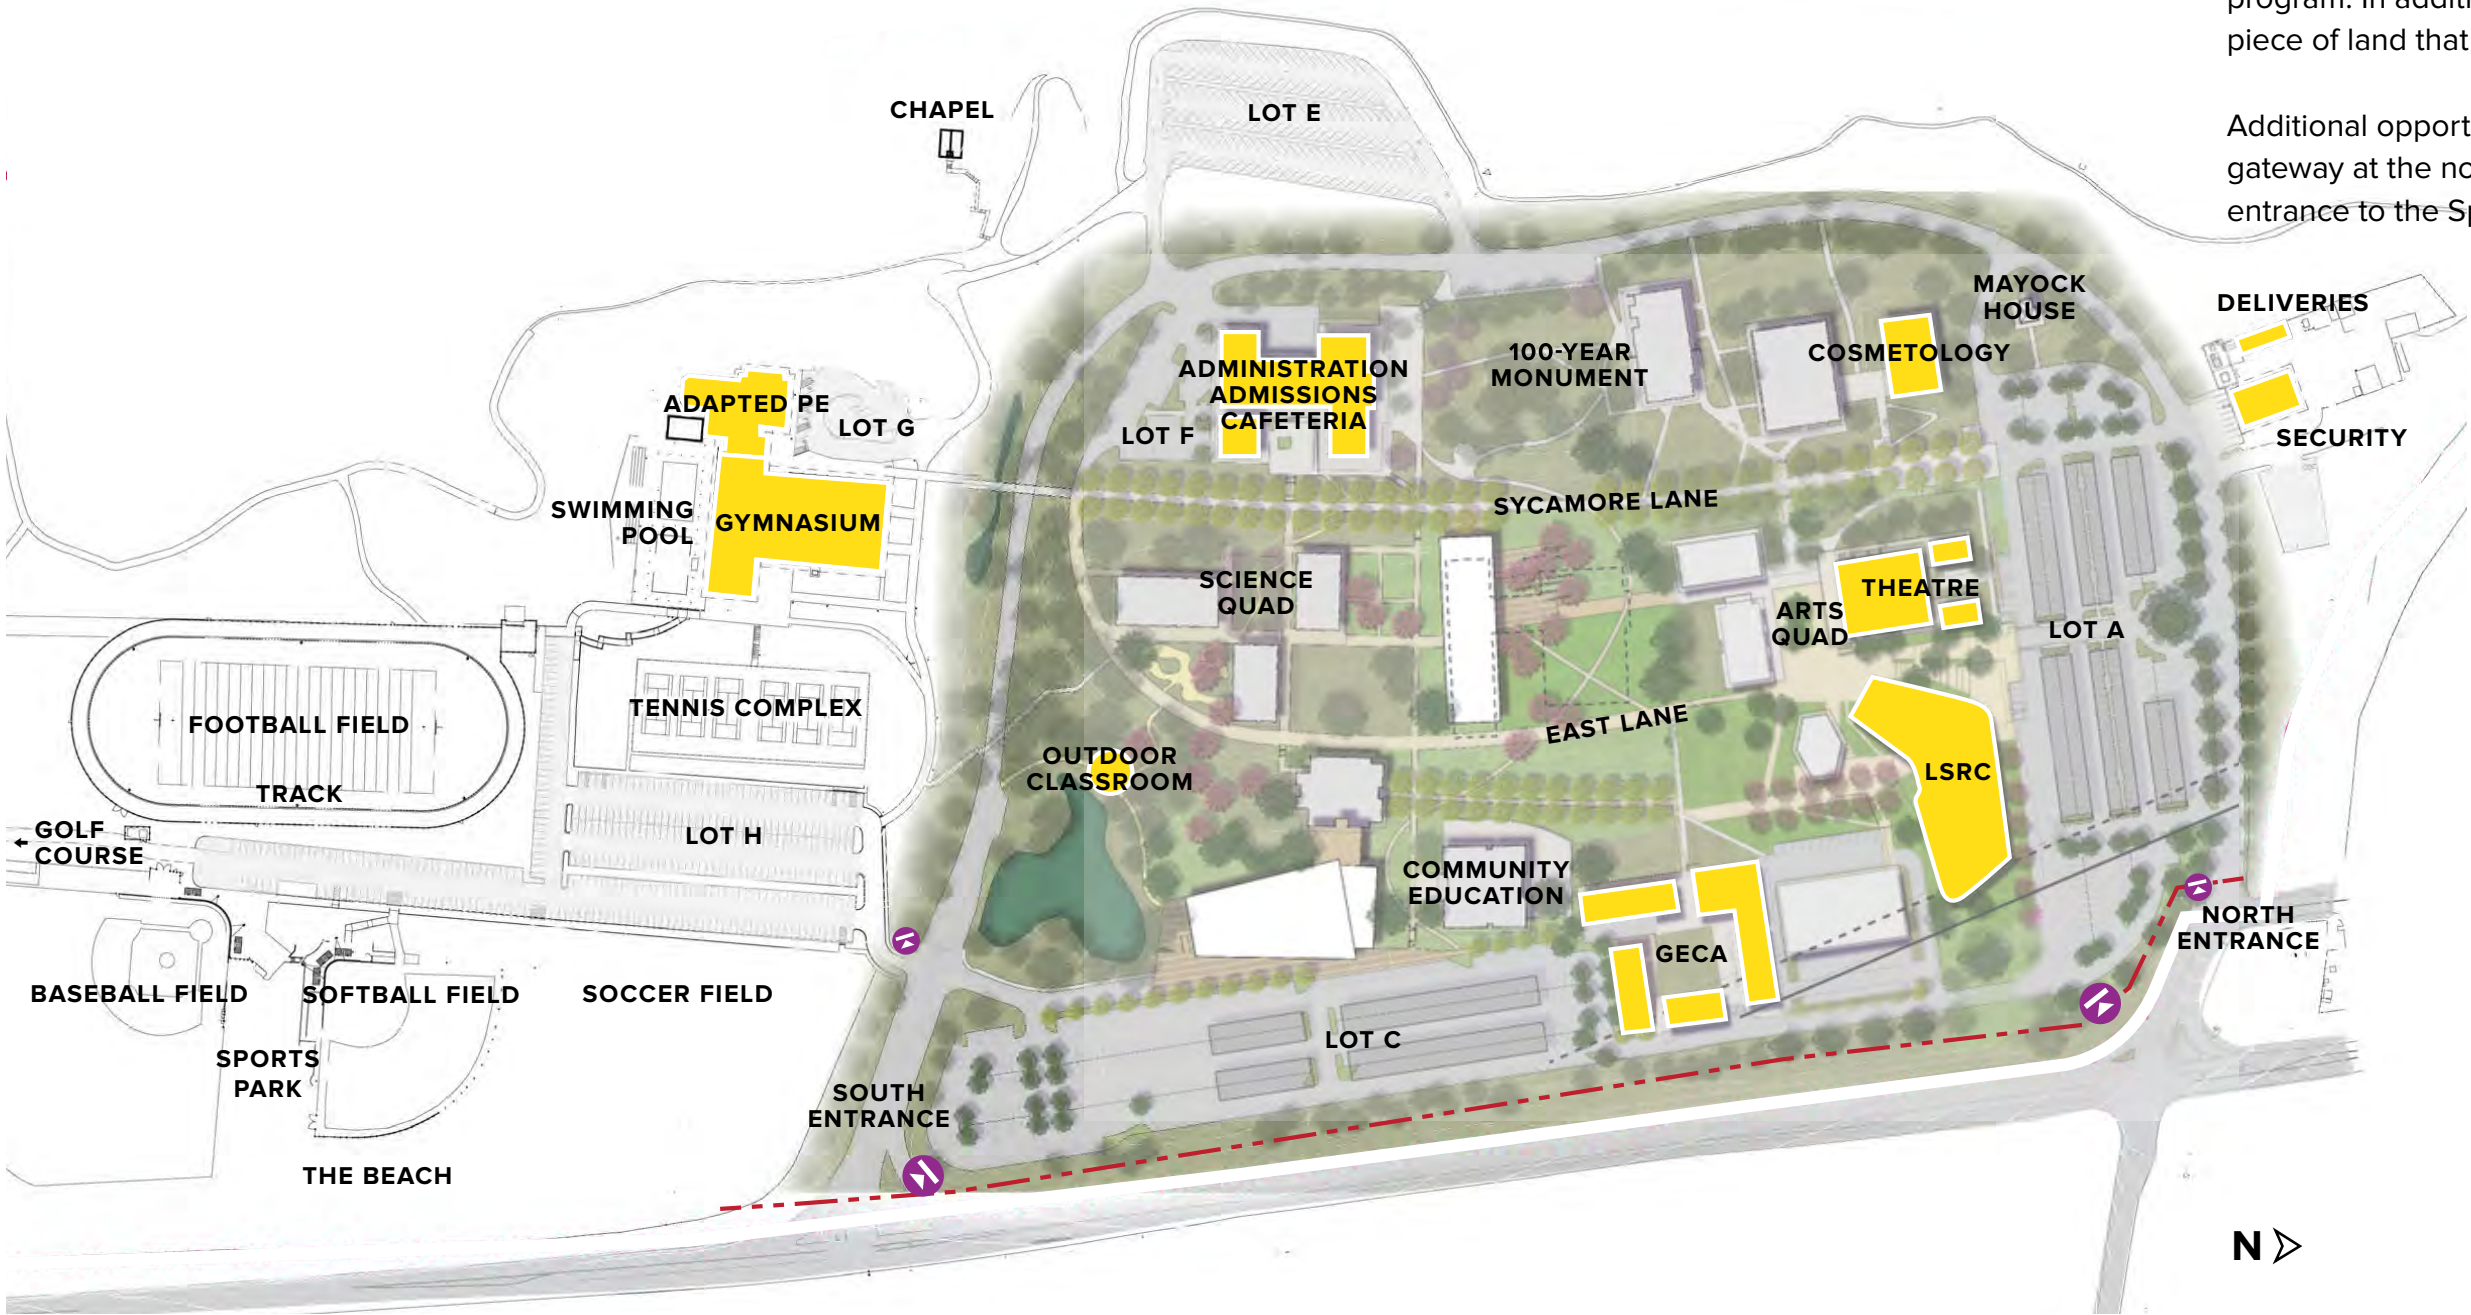 program. In additi
piece of land that
Additional opport
gateway at the no
entrance to the Sp
CHAPEL
LOT E
MAYOCK
HOUSE
DELIVERIES
100-YEAR
MONUMENT
COSMETOLOGY
ADMINISTRATION
ADMISSIONS
CAFETERIA
ADAPTED PE
LOT G
LOT F
SECURITY
SYCAMORE LANE
SWIMMING
POOL
GYMNASIUM
SCIENCE
QUAD
THEATRE
ARTS
QUAD
LOT A
TENNIS COMPLEX
FOOTBALL FIELD
EAST LANE
OUTDOOR
CLASSROOM
LSRC
TRACK
GOLF
COURSE
LOT H
COMMUNITY
EDUCATION
NORTH
ENTRANCE
GECA
BASEBALL FIELD
SOFTBALL FIELD
SOCCER FIELD
LOT C
SPORTS
PARK
SOUTH
ENTRANCE
THE BEACH
N